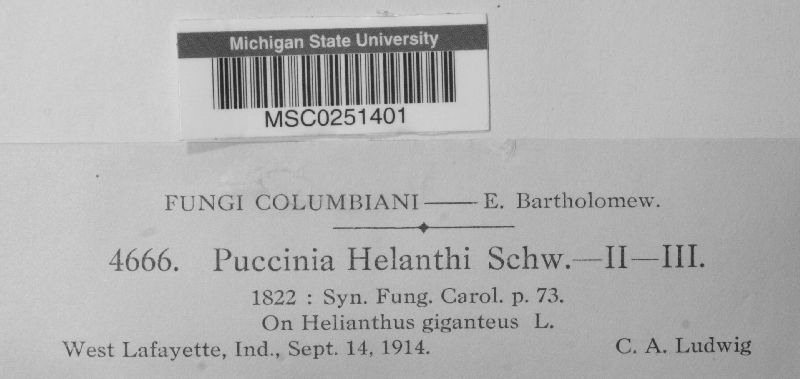 Michigan State University
MSC0251401
FUNGI COLUMBIANI — E. Bartholomew.
4666. Puccinia Helanthi Schw.—II—III.
1822 : Syn. Fung. Carol. p. 73.
On Helianthus giganteus L.
West Lafayette, Ind., Sept. 14, 1914. C. A. Ludwig